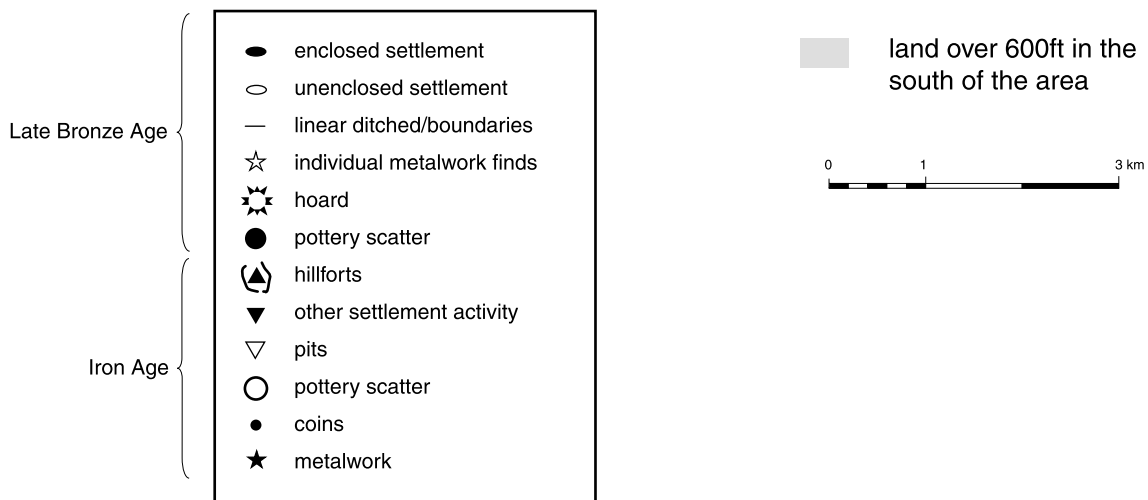 Late Bronze Age
enclosed settlement
unenclosed settlement
linear ditched/boundaries
individual metalwork finds
hoard
pottery scatter
Iron Age
hillforts
other settlement activity
pits
pottery scatter
coins
metalwork
land over 600ft in the
south of the area
0 1 3 km